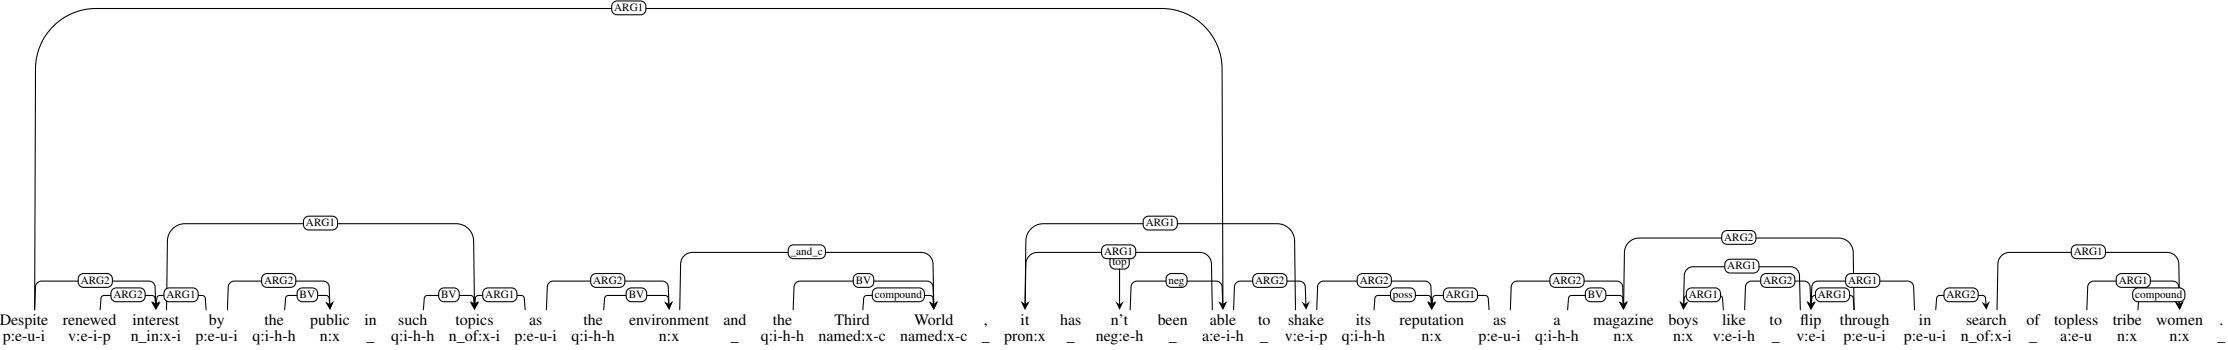 ARG1
ARG1 ARG1 ARG2
_and_c ARG1 top ARG1 ARG1
ARG2 ARG2 ARG2 BV neg ARG2 ARG2 ARG2 ARG2 ARG1 ARG1
ARG2 ARG1 BV BV ARG1 BV compound poss ARG1 BV ARG1 ARG1 ARG2 compound
Despite renewed interest by the public in such topics as the environment and the Third World , it has n't been able to shake its reputation as a magazine boys like to flip through in search of topless tribe women .
p:e-u-i v:e-i-p n_in:x-i p:e-u-i q:i-h-h n:x _ q:i-h-h n_of:x-i p:e-u-i q:i-h-h n:x _ q:i-h-h named:x-c named:x-c _ pron:x _ neg:e-h _ a:e-i-h _ v:e-i-p q:i-h-h n:x p:e-u-i q:i-h-h n:x n:x v:e-i-h _ v:e-i p:e-u-i p:e-u-i n_of:x-i _ a:e-u n:x n:x _